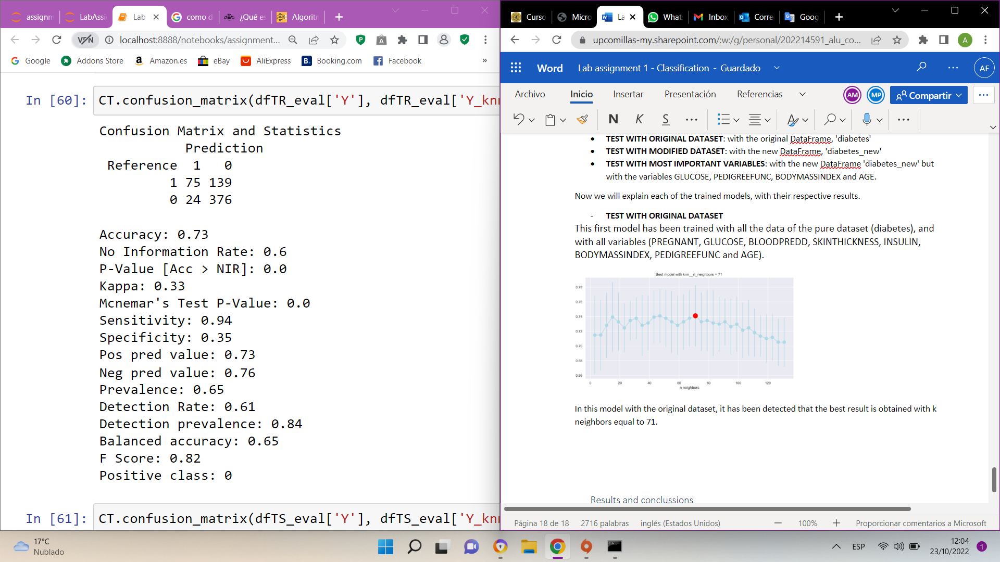 assignm
LabAssi
Lab
como d
¿Qué es
Algoritm
VPN
localhost:8888/notebooks/assignment...
Google
Addons Store
Amazon.es
eBay
AliExpress
Booking.com
Facebook
»
In [60]: CT.confusion_matrix(dfTR_eval['Y'], dfTR_eval['Y_knn
Confusion Matrix and Statistics
Prediction
Reference 1 0
1 75 139
0 24 376
Accuracy: 0.73
No Information Rate: 0.6
P-Value [Acc > NIR]: 0.0
Kappa: 0.33
Mcnemar's Test P-Value: 0.0
Sensitivity: 0.94
Specificity: 0.35
Pos pred value: 0.73
Neg pred value: 0.76
Prevalence: 0.65
Detection Rate: 0.61
Detection prevalence: 0.84
Balanced accuracy: 0.65
F Score: 0.82
Positive class: 0
In [61]: CT.confusion_matrix(dfTS_eval['Y'], dfTS_eval['Y_knn
Curso
Micro
La
What
Inbox
Corre
Goog
upcomillas-my.sharepoint.com/:w:/g/personal/202214591_alu_co...
A
Word
Lab assignment 1 - Classification - Guardado
AF
Archivo
Inicio
Insertar
Presentación
Referencias
AM
MP
Compartir
N K S
• TEST WITH ORIGINAL DATASET: with the original DataFrame, 'diabetes'
• TEST WITH MODIFIED DATASET: with the new DataFrame, 'diabetes_new'
• TEST WITH MOST IMPORTANT VARIABLES: with the new DataFrame 'diabetes_new' but
with the variables GLUCOSE, PEDIGREEFUNC, BODYMASSINDEX and AGE.
Now we will explain each of the trained models, with their respective results.
- TEST WITH ORIGINAL DATASET
This first model has been trained with all the data of the pure dataset (diabetes), and
with all variables (PREGNANT, GLUCOSE, BLOODPREDD, SKINTHICKNESS, INSULIN,
BODYMASSINDEX, PEDIGREEFUNC and AGE).
Best model with knn__n_neighbors = 71
0.78
0.76
0.74
0.72
0.70
0.68
0.66
0 20 40 60 80 100 120
n neighbors
In this model with the original dataset, it has been detected that the best result is obtained with k
neighbors equal to 71.
Results and conclussions
Página 18 de 18
2716 palabras
inglés (Estados Unidos)
100%
Proporcionar comentarios a Microsoft
17°C
Nublado
ESP
12:04
23/10/2022
1